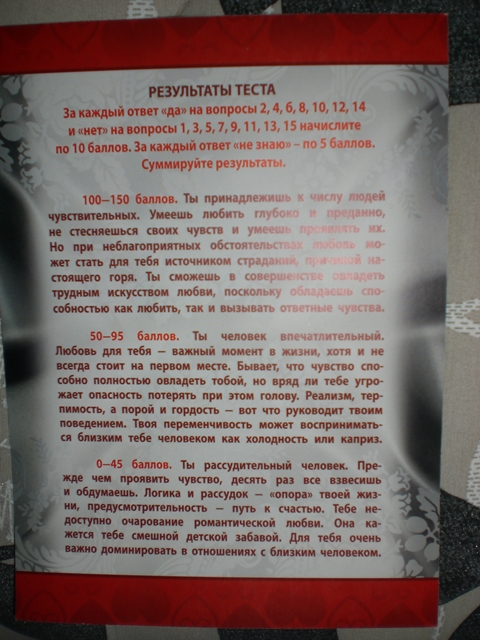 РЕЗУЛЬТАТЫ ТЕСТА
За каждый ответ «да» на вопросы 2, 4, 6, 8, 10, 12, 14
и «нет» на вопросы 1, 3, 5, 7, 9, 11, 13, 15 начислите
по 10 баллов. За каждый ответ «не знаю» – по 5 баллов.
Суммируйте результаты.
100—150 баллов. Ты принадлежишь к числу людей
чувствительных. Умеешь любить глубоко и преданно,
не стесняешься своих чувств и умеешь проявлять их.
Но при неблагоприятных обстоятельствах любовь мо-
жет стать для тебя источником страданий, причиной на-
стоящего горя. Ты сможешь в совершенстве овладеть
трудным искусством любви, поскольку обладаешь спо-
собностью как любить, так и вызывать ответные чувства.
50—95 баллов. Ты человек впечатлительный.
Любовь для тебя — важный момент в жизни, хотя и не
всегда стоит на первом месте. Бывает, что чувство спо-
собно полностью овладеть тобой, но вряд ли тебе угро-
жает опасность потерять при этом голову. Реализм, тер-
пимость, а порой и гордость — вот что руководит твоим
поведением. Твоя переменчивость может восприниматься
ся близким тебе человеком как холодность или каприз.
0—45 баллов. Ты рассудительный человек. Пре-
жде чем проявить чувство, десять раз все взвесишь
и обдумаешь. Логика и рассудок — «опора» твоей жиз-
ни, предусмотрительность — путь к счастью. Тебе не-
доступно очарование романтической любви. Она ка-
жется тебе смешной детской забавой. Для тебя очень
важно доминировать в отношениях с близким человеком.